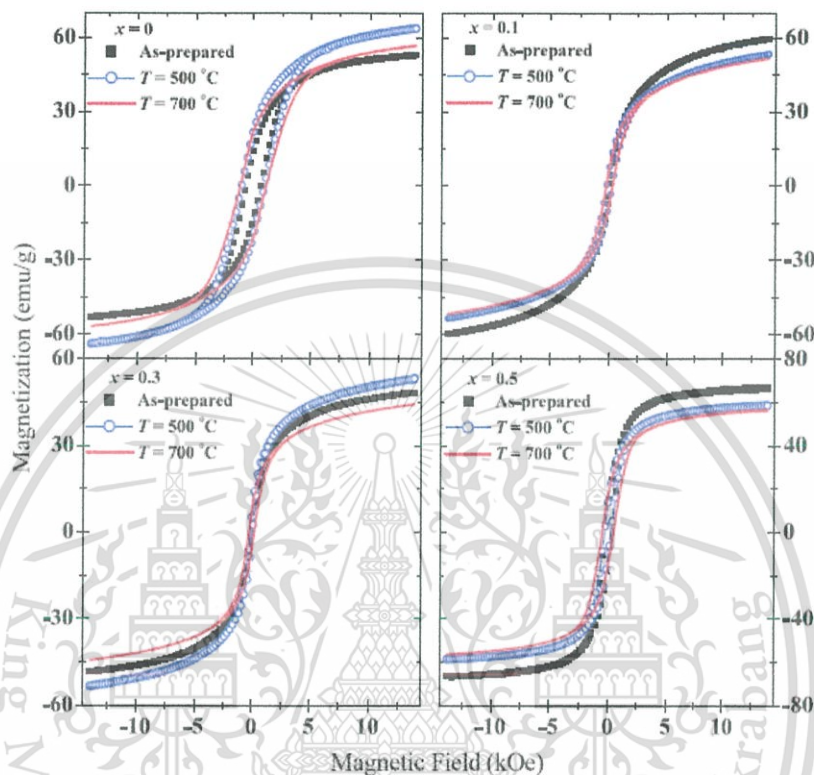 x = 0
As-prepared
T = 500 °C
T = 700 °C
x = 0.1
As-prepared
T = 500 °C
T = 700 °C
60
30
0
-30
-60
60
30
0
-30
-60
x = 0.3
As-prepared
T = 500 °C
T = 700 °C
x = 0.5
As-prepared
T = 500 °C
T = 700 °C
60
30
0
-30
-60
80
40
0
-40
-80
-10 -5 0 5 10
-10 -5 0 5 10
Magnetization (emu/g)
Magnetic Field (kOe)
King